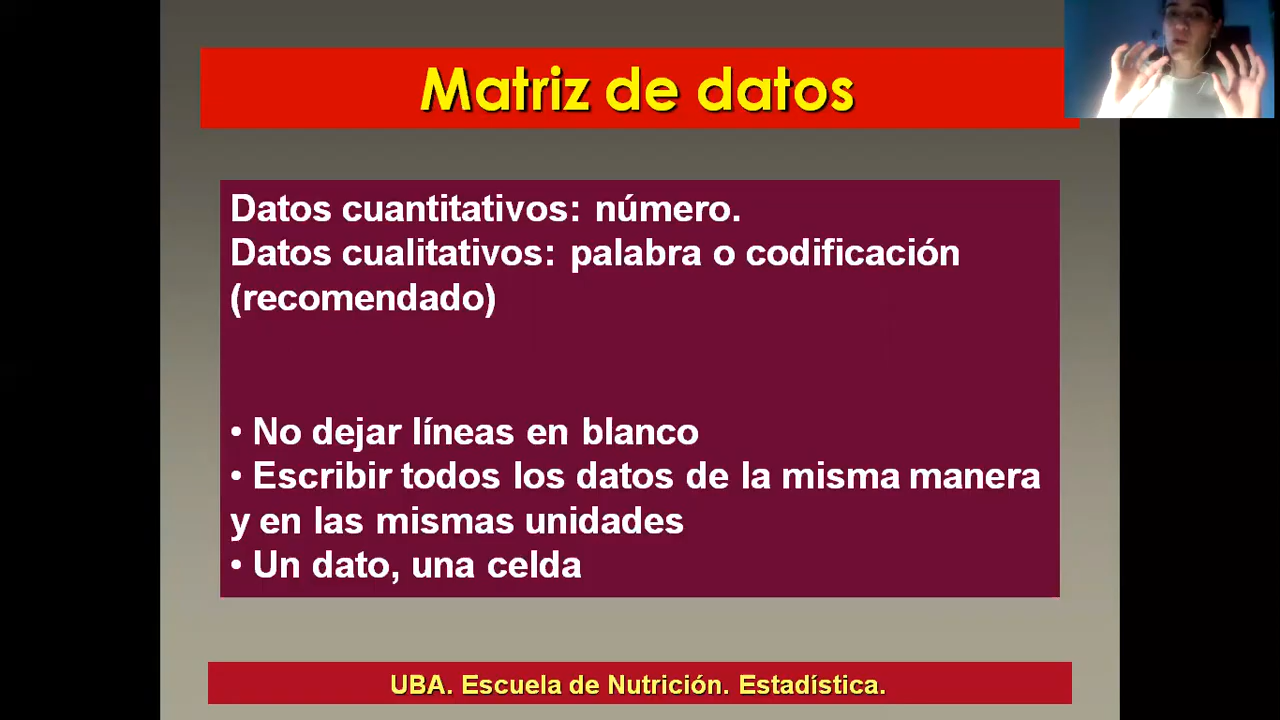 Matriz de datos
Datos cuantitativos: número.
Datos cualitativos: palabra o codificación
(recomendado)
• No dejar líneas en blanco
• Escribir todos los datos de la misma manera
y en las mismas unidades
• Un dato, una celda
UBA. Escuela de Nutrición. Estadística.